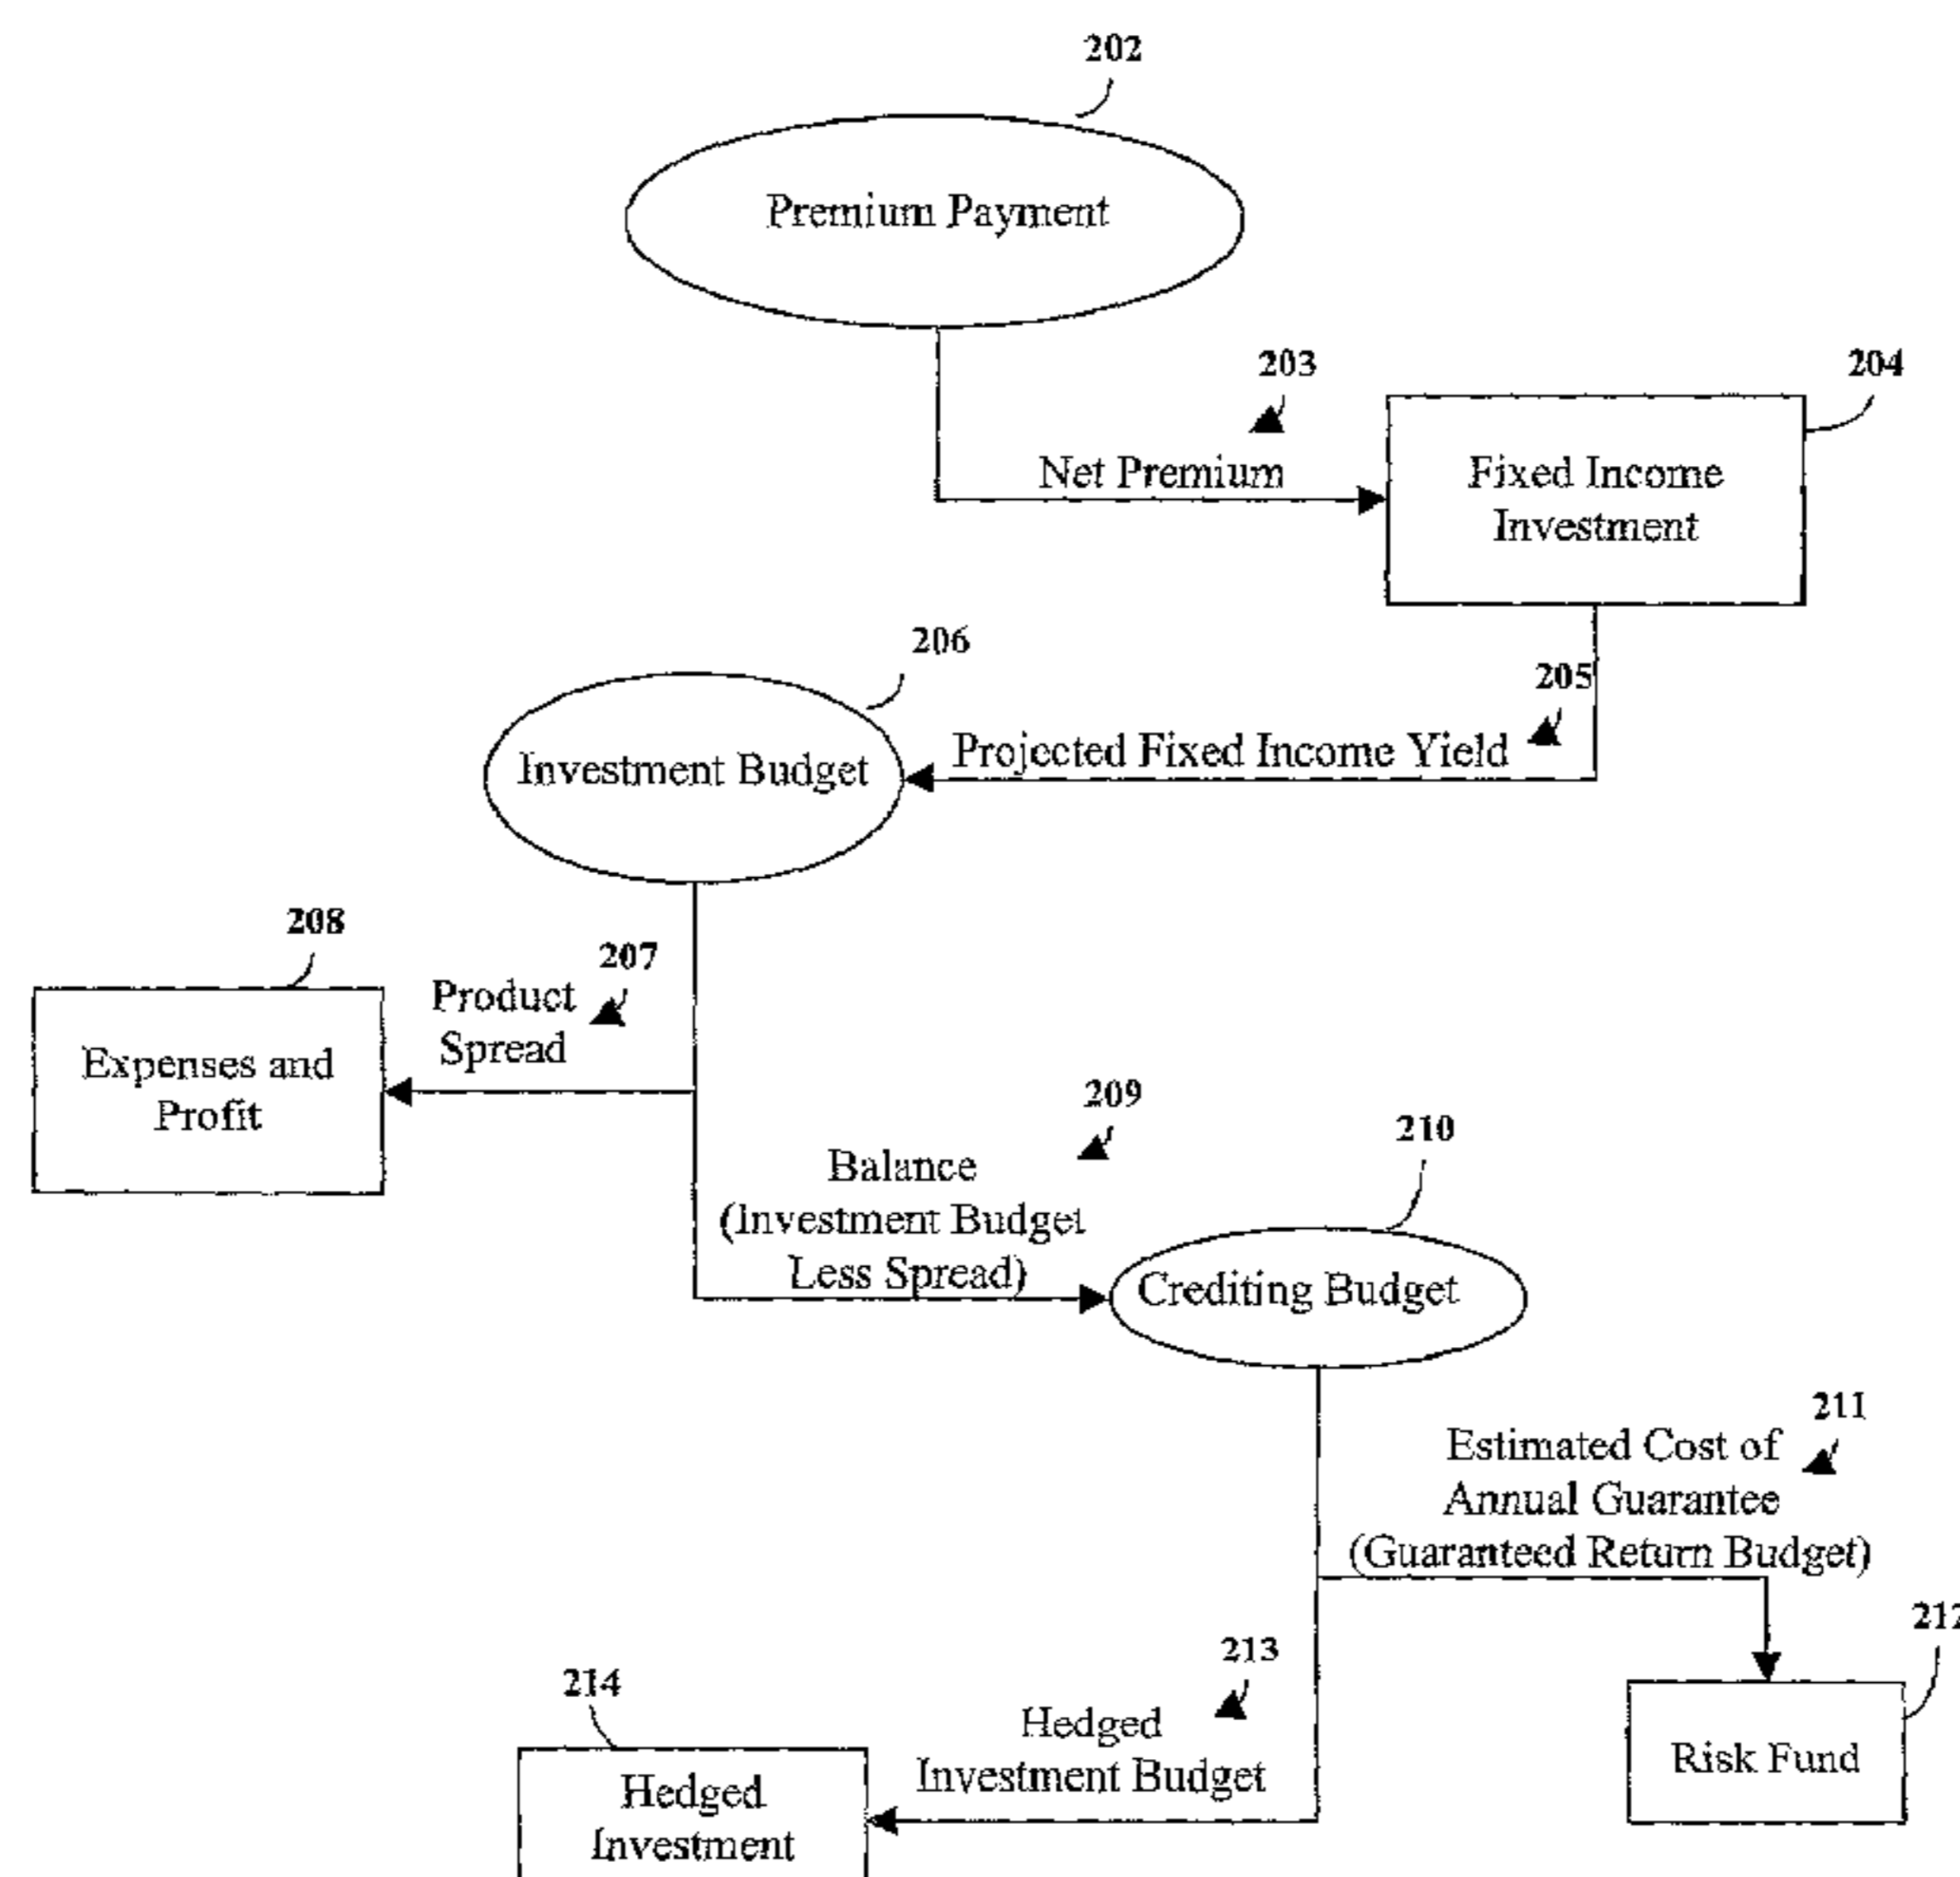 202
Premium Payment
203
204
Net Premium
Fixed Income
Investment
206
205
Investment Budget
Projected Fixed Income Yield
208
207
Product
Spread
Expenses and
Profit
209
210
Balance
(Investment Budget
Less Spread)
Crediting Budget
211
Estimated Cost of
Annual Guarantee
(Guaranteed Return Budget)
212
213
214
Hedged
Investment Budget
Risk Fund
Hedged
Investment